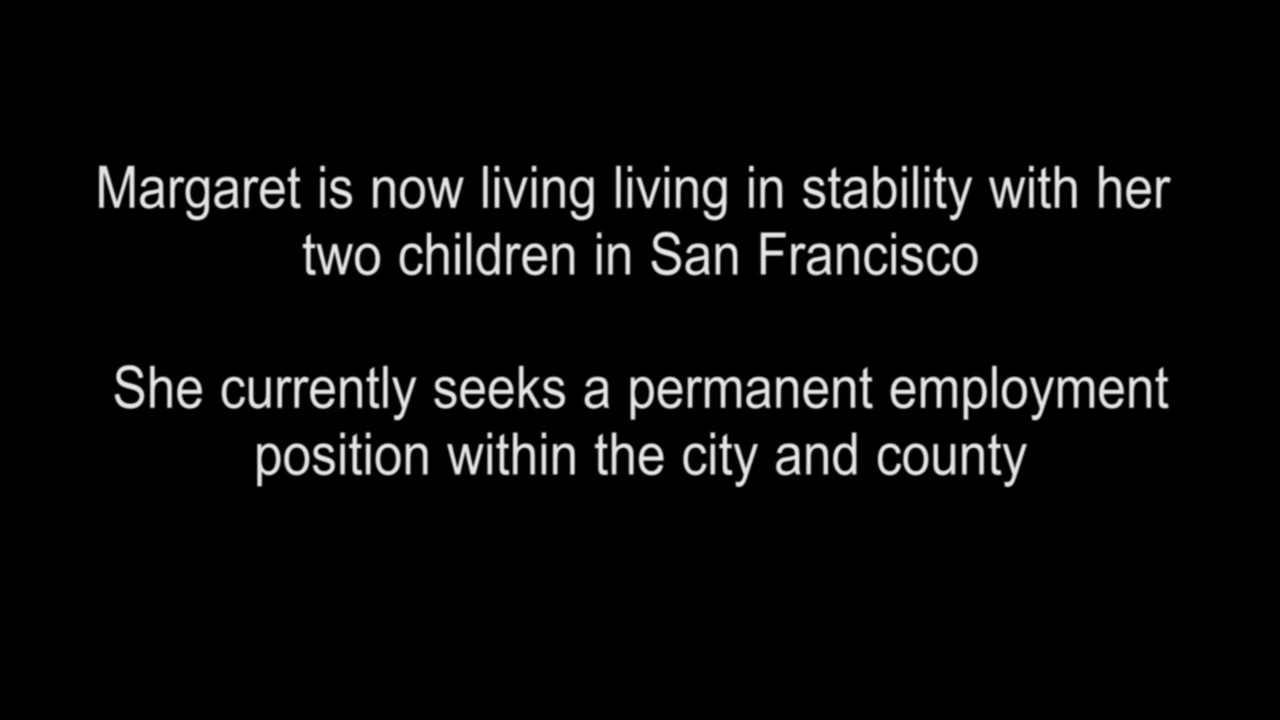 Margaret is now living living in stability with her
two children in San Francisco
She currently seeks a permanent employment
position within the city and county